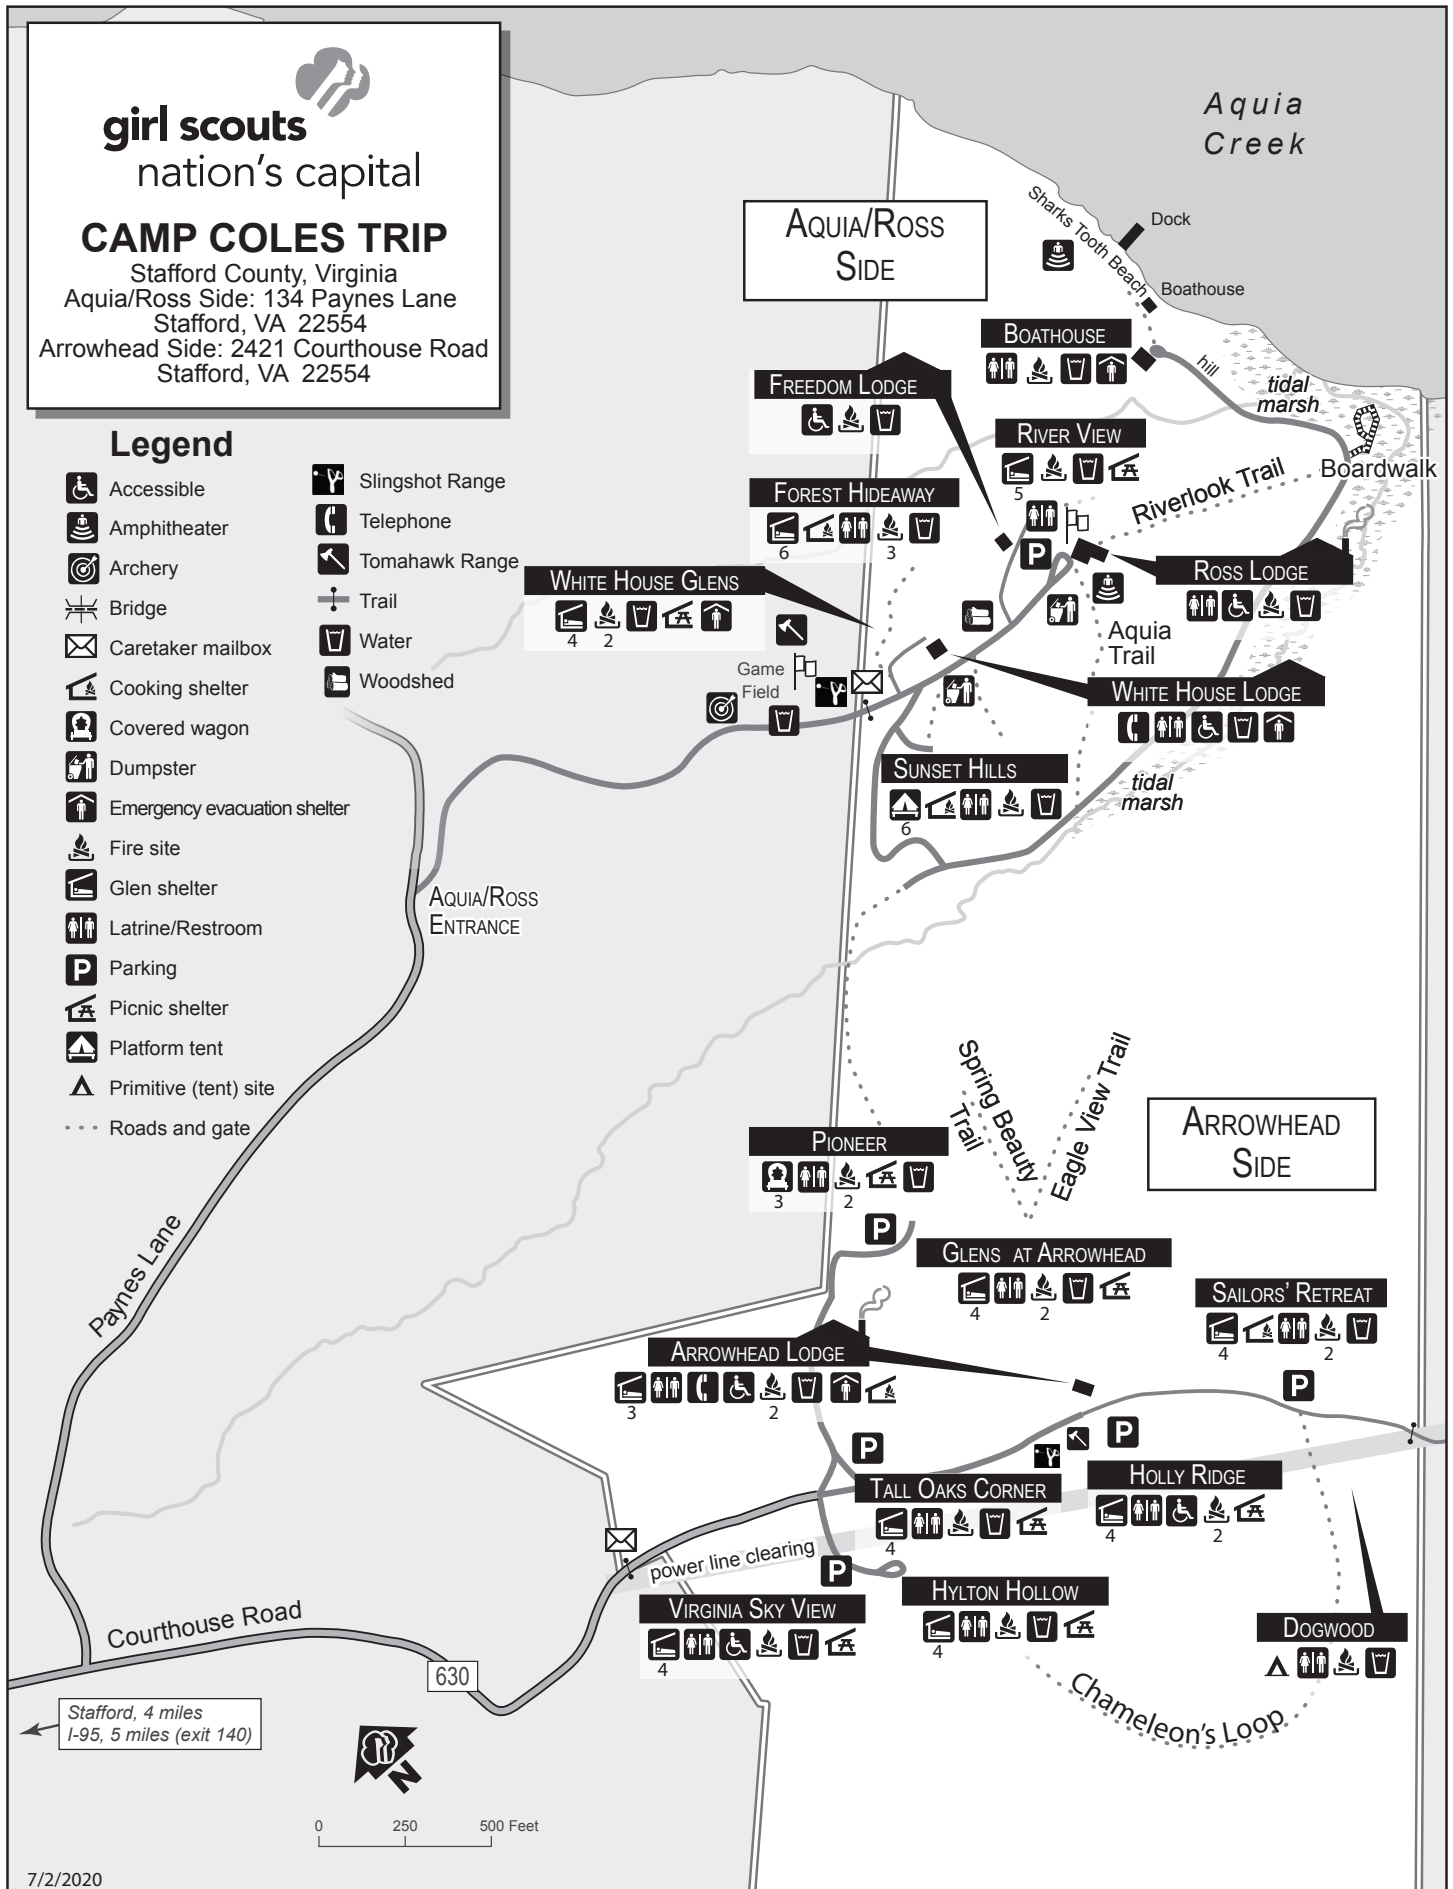 girl scouts
nation's capital
CAMP COLES TRIP
Stafford County, Virginia
Aquia/Ross Side: 134 Paynes Lane
Stafford, VA  22554
Arrowhead Side: 2421 Courthouse Road
Stafford, VA  22554
Legend
Accessible
Amphitheater
Archery
Bridge
Caretaker mailbox
Cooking shelter
Covered wagon
Dumpster
Emergency evacuation shelter
Fire site
Glen shelter
Latrine/Restroom
P Parking
Picnic shelter
Platform tent
Primitive (tent) site
Roads and gate
Slingshot Range
Telephone
Tomahawk Range
Trail
Water
Woodshed
Aquia
Creek
AQUIA/ROSS
SIDE
Sharks Tooth Beach
Dock
Boathouse
BOATHOUSE
hill
tidal
marsh
FREEDOM LODGE
RIVER VIEW
5
Boardwalk
Riverlook Trail
FOREST HIDEAWAY
6 3
P
ROSS LODGE
WHITE HOUSE GLENS
4 2
Aquia
Trail
Game
Field
WHITE HOUSE LODGE
SUNSET HILLS
6
tidal
marsh
AQUIA/ROSS
ENTRANCE
Spring Beauty
Trail
Eagle View Trail
ARROWHEAD
SIDE
PIONEER
3 2
P
GLENS AT ARROWHEAD
4 2
SAILORS' RETREAT
4 2
Paynes Lane
ARROWHEAD LODGE
3 2
P
P
P
TALL OAKS CORNER
4
HOLLY RIDGE
4 2
power line clearing
P
VIRGINIA SKY VIEW
4
HYLTON HOLLOW
4
DOGWOOD
Chameleon's Loop
Courthouse Road
630
Stafford, 4 miles
I-95, 5 miles (exit 140)
N
0 250 500 Feet
7/2/2020